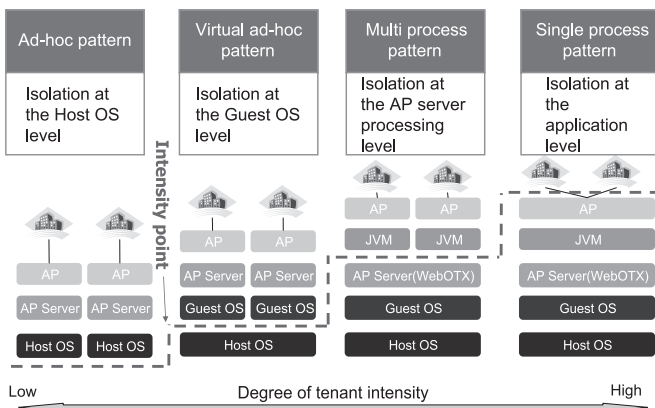 Ad-hoc pattern
Virtual ad-hoc
pattern
Multi process
pattern
Single process
pattern
Isolation at
the Host OS
level
Isolation at
the Guest OS
level
Isolation at
the AP server
processing
level
Isolation at
the
application
level
Intensity point
AP
AP
AP Server
AP Server
Host OS
Host OS
AP
AP
AP Server
AP Server
Guest OS
Guest OS
Host OS
AP
AP
JVM
JVM
AP Server(WebOTX)
Guest OS
Host OS
AP
JVM
AP Server(WebOTX)
Guest OS
Host OS
Low
Degree of tenant intensity
High